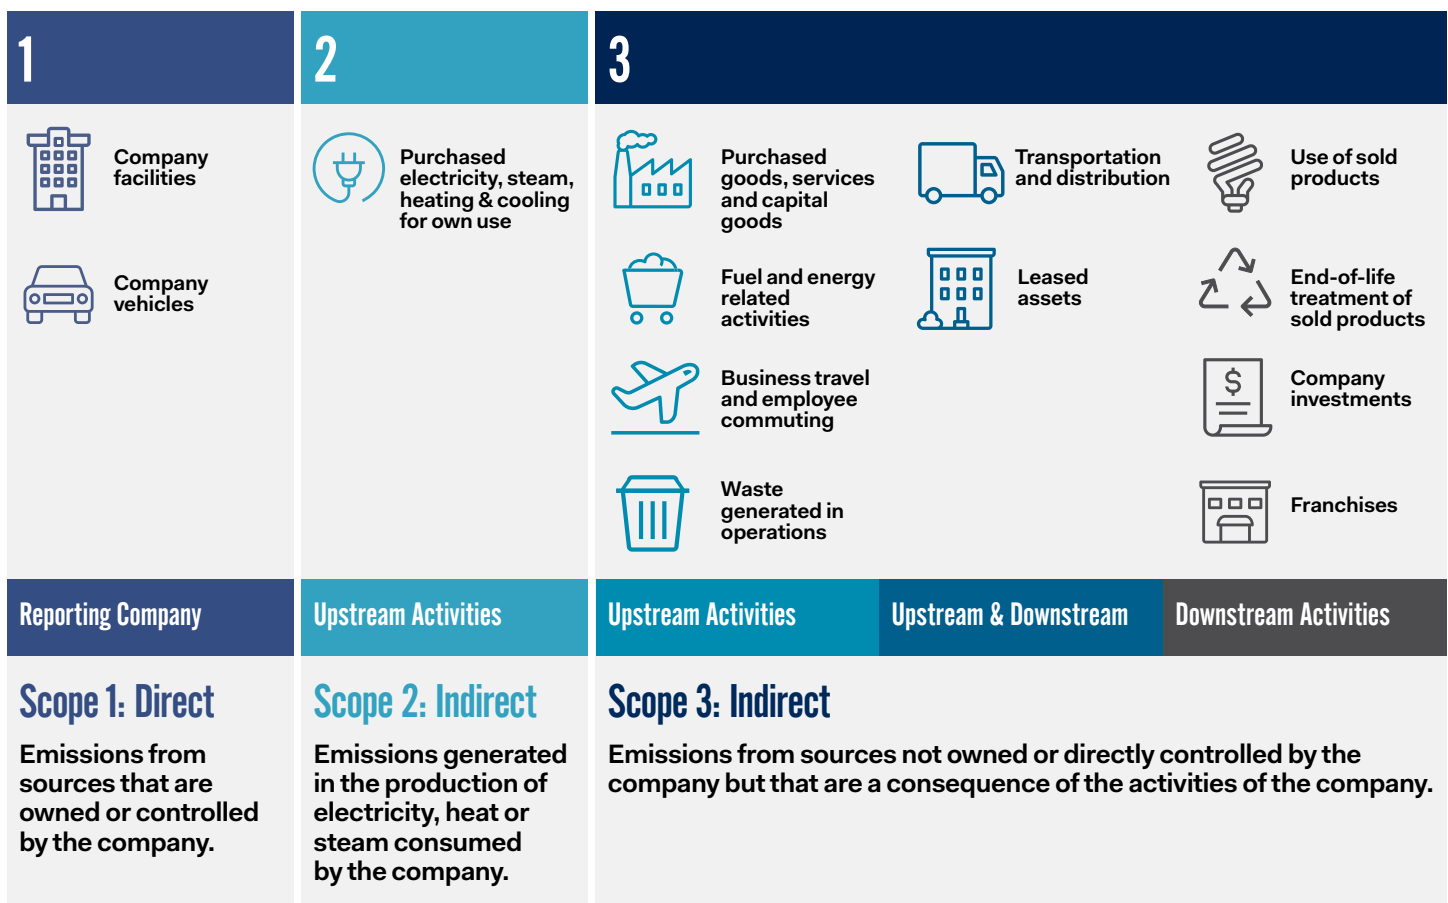 1
Company
facilities
Company
vehicles
Reporting Company
Scope 1: Direct
Emissions from
sources that are
owned or controlled
by the company.
2
Purchased
electricity, steam,
heating & cooling
for own use
Upstream Activities
Scope 2: Indirect
Emissions generated
in the production of
electricity, heat or
steam consumed
by the company.
3
Purchased
goods, services
and capital
goods
Fuel and energy
related
activities
Business travel
and employee
commuting
Waste
generated in
operations
Upstream Activities
Transportation
and distribution
Leased
assets
Upstream & Downstream
Use of sold
products
End-of-life
treatment of
sold products
$
Company
investments
Franchises
Downstream Activities
Scope 3: Indirect
Emissions from sources not owned or directly controlled by the
company but that are a consequence of the activities of the company.